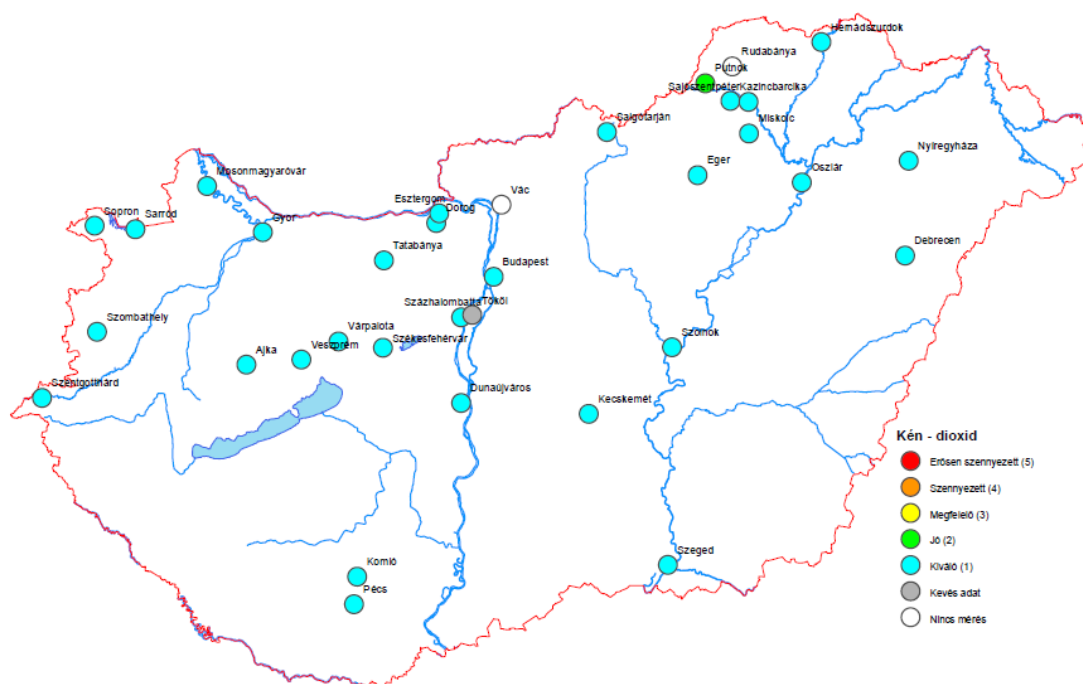 Hernádszurdok
Rudabánya
Putnok
Sajószentpéter
Kazincbarcika
Salgótarján
Miskolc
Nyíregyháza
Eger
Oszlár
Mosonmagyaróvár
Esztergom
Vác
Dorog
Sopron
Sarród
Győr
Tatabánya
Budapest
Debrecen
Százhalombatta
Tököl
Szombathely
Várpalota
Székesfehérvár
Szolnok
Ajka
Veszprém
Szentgotthárd
Dunaújváros
Kecskemét
Kén - dioxid
Erősen szennyezett (5)
Szennyezett (4)
Megfelelő (3)
Jó (2)
Kiváló (1)
Kevés adat
Nincs mérés
Szeged
Komló
Pécs